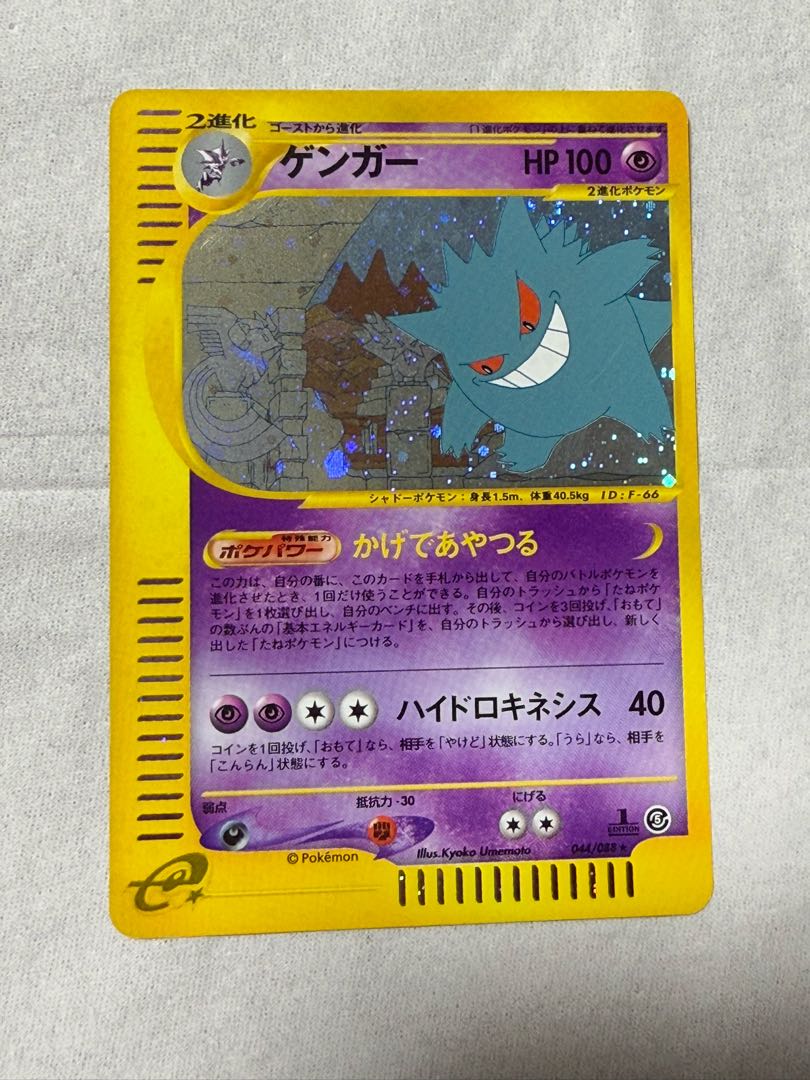 2進化 ゴーストから進化 「1進化ポケモン」の上に重ねて進化させます
ゲンガー HP 100
2進化ポケモン
シャドーポケモン：身長1.5m、体重40.5kg ID：F-66
特殊能力
ポケパワー かげであやつる
この力は、自分の番に、このカードを手札から出して、自分のバトルポケモンを
進化させたとき、1回だけ使うことができる。自分のトラッシュから「たねポケ
モン」を1枚選び出し、自分のベンチに出す。その後、コインを3回投げ、「おもて」
の数ぶんの「基本エネルギーカード」を、自分のトラッシュから選び出し、新しく
出した「たねポケモン」につける。
ハイドロキネシス 40
コインを1回投げ、「おもて」なら、相手を「やけど」状態にする。「うら」なら、相手を
「こんらん」状態にする。
弱点 抵抗力 -30 にげる
1 EDITION
5
© Pokémon Illus. Kyoko Umemoto 044/088 ★
e